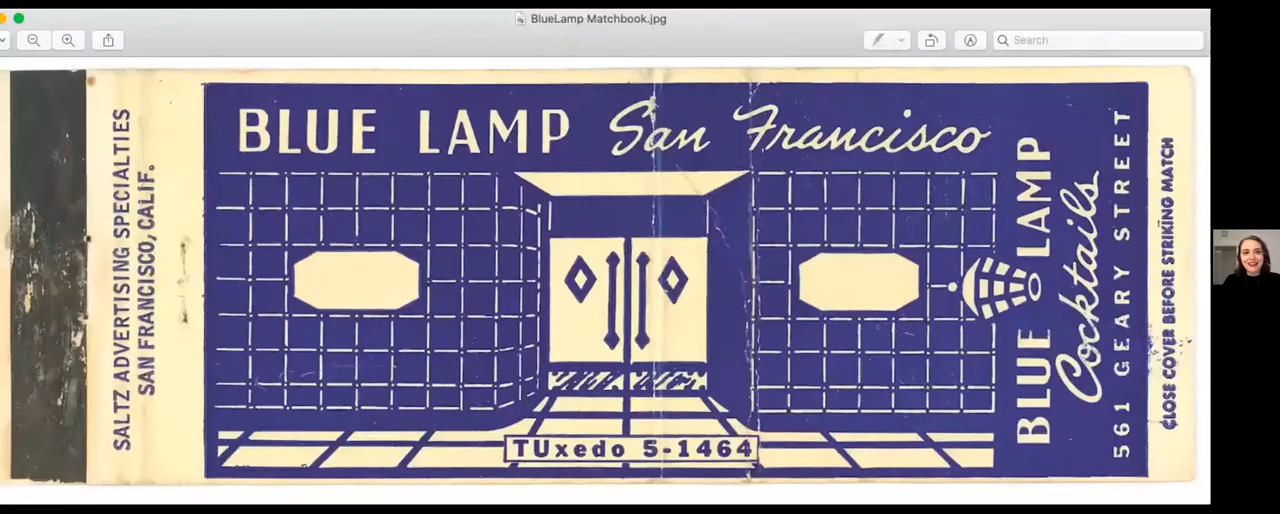 BlueLamp Matchbook.jpg
Search
SALTZ ADVERTISING SPECIALTIES
SAN FRANCISCO, CALIF.
BLUE LAMP San Francisco
TUxedo 5-1464
BLUE LAMP
Cocktails
561 GEARY STREET
CLOSE COVER BEFORE STRIKING MATCH